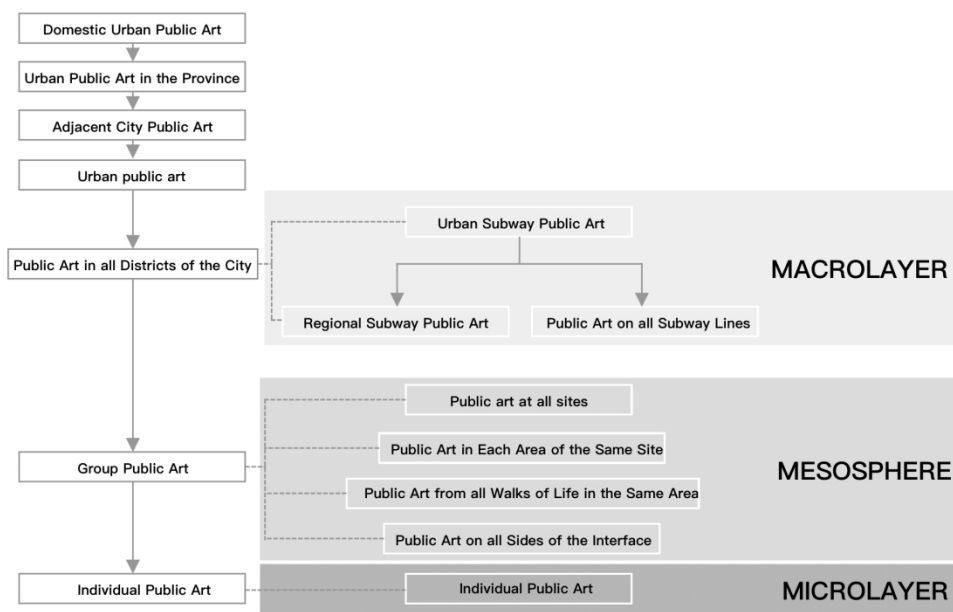 Domestic Urban Public Art
Urban Public Art in the Province
Adjacent City Public Art
Urban public art
Urban Subway Public Art
Public Art in all Districts of the City
MACROLAYER
Regional Subway Public Art
Public Art on all Subway Lines
Public art at all sites
Public Art in Each Area of the Same Site
Group Public Art
MESOSPHERE
Public Art from all Walks of Life in the Same Area
Public Art on all Sides of the Interface
Individual Public Art
Individual Public Art
MICROLAYER